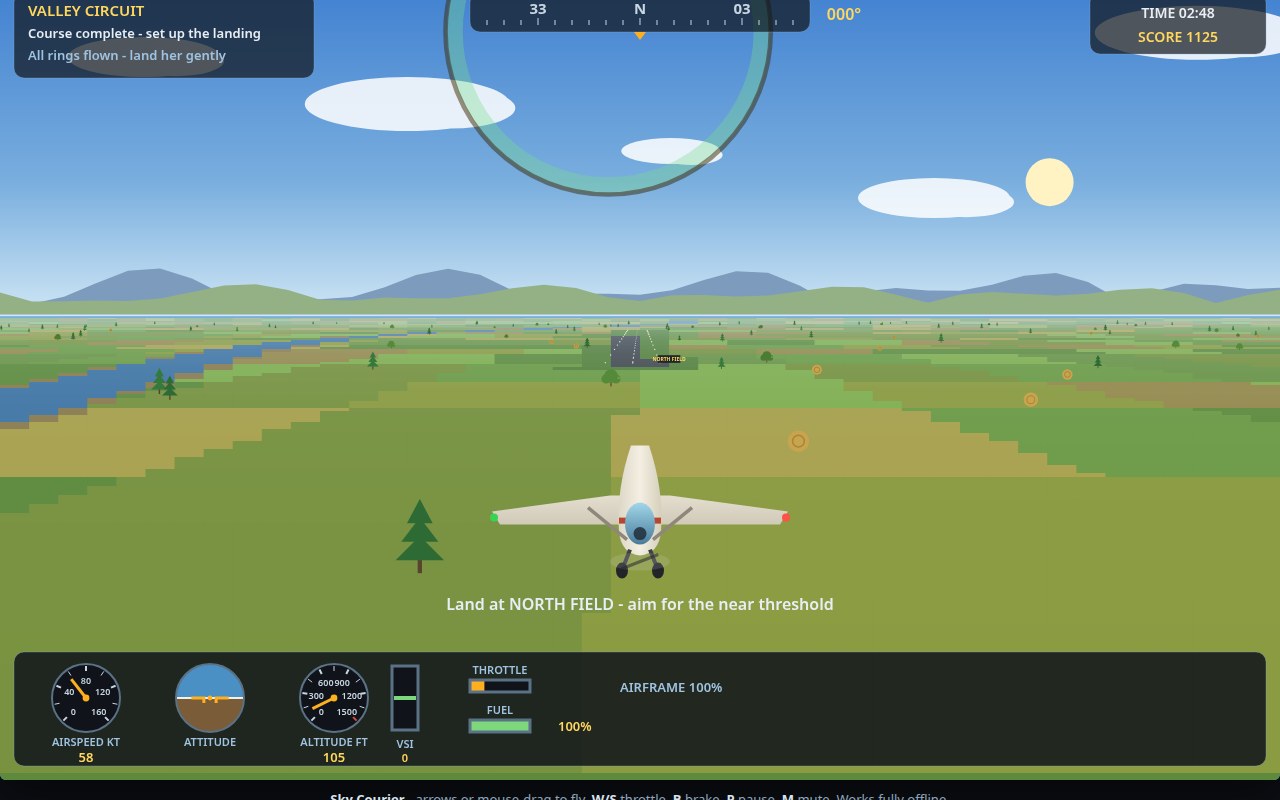 VALLEY CIRCUIT
Course complete - set up the landing
All rings flown - land her gently
33 N 03
000°
TIME 02:48
SCORE 1125
NORTH FIELD
Land at NORTH FIELD - aim for the near threshold
0 40 80 120 160
AIRSPEED KT
58
ATTITUDE
0 300 600 900 1200 1500
ALTITUDE FT
105
VSI
0
THROTTLE
FUEL
100%
AIRFRAME 100%
Sky Courier - arrows or mouse-drag to fly, W/S throttle, B brake, P pause, M mute. Works fully offline.